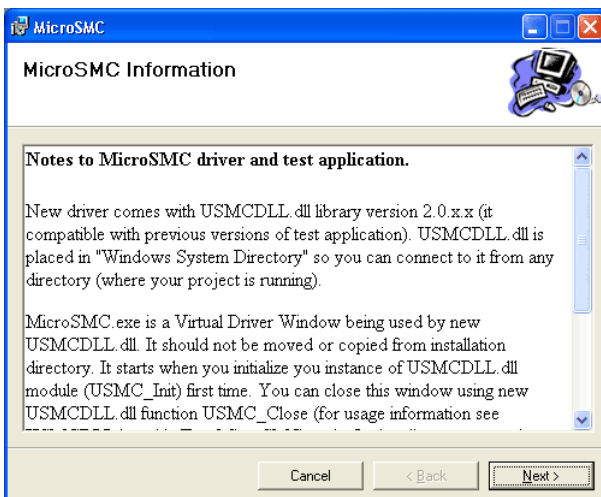 MicroSMC
MicroSMC Information
Notes to MicroSMC driver and test application.
New driver comes with USMCDLL.dll library version 2.0.x.x (it
compatible with previous versions of test application). USMCDLL.dll is
placed in "Windows System Directory" so you can connect to it from any
directory (where your project is running).
MicroSMC.exe is a Virtual Driver Window being used by new
USMCDLL.dll. It should not be moved or copied from installation
directory. It starts when you initialize you instance of USMCDLL.dll
module (USMC_Init) first time. You can close this window using new
USMCDLL.dll function USMC_Close (for usage information see
Cancel
< Back
Next >